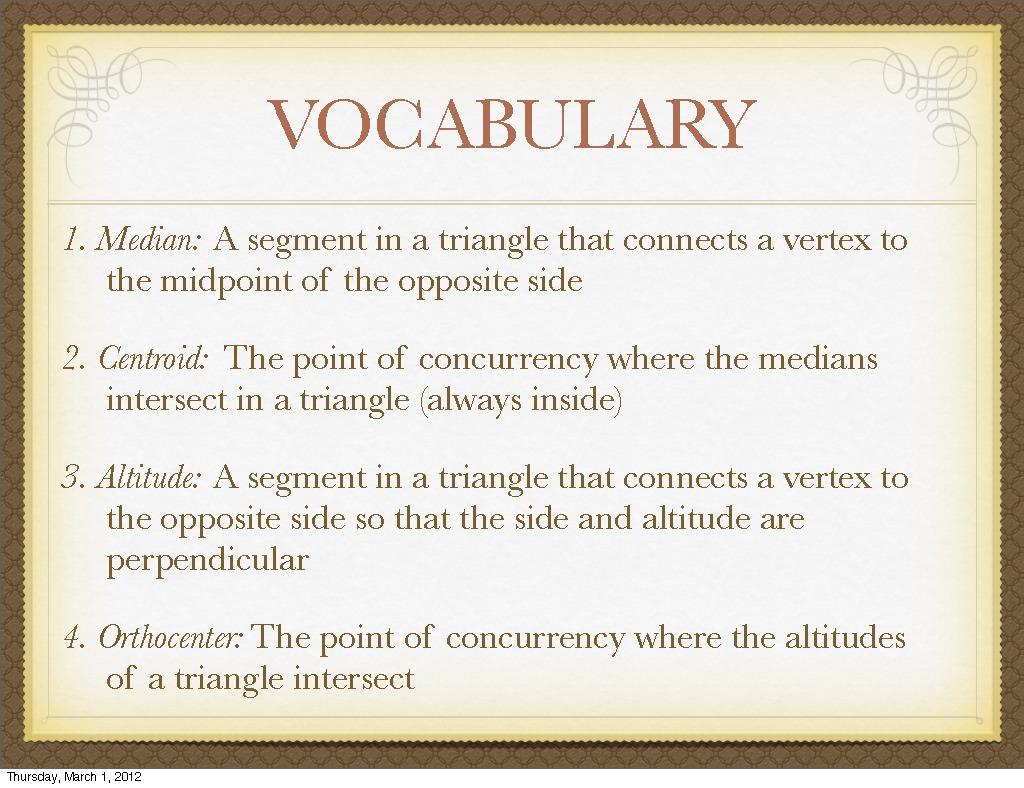 VOCABULARY
1. Median: A segment in a triangle that connects a vertex to
the midpoint of the opposite side
2. Centroid: The point of concurrency where the medians
intersect in a triangle (always inside)
3. Altitude: A segment in a triangle that connects a vertex to
the opposite side so that the side and altitude are
perpendicular
4. Orthocenter: The point of concurrency where the altitudes
of a triangle intersect
Thursday, March 1, 2012